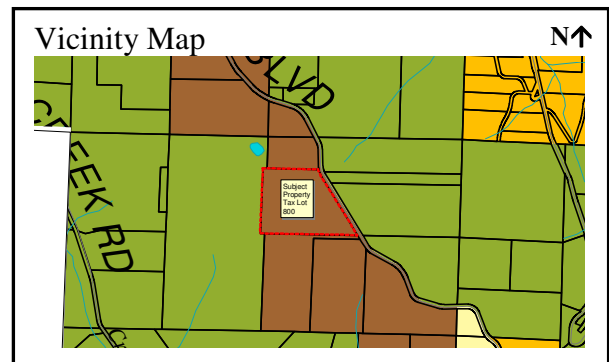 Vicinity Map
N↑
BLVD
CREEK RD
Subject
Property
Tax Lot
800